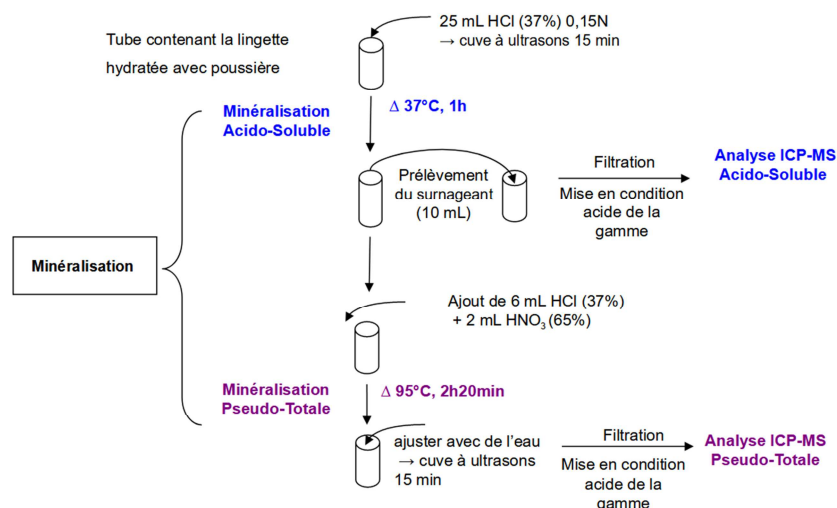 25 mL HCl (37%) 0,15N
→ cuve à ultrasons 15 min
Tube contenant la lingette
hydratée avec poussière
Minéralisation
Acido-Soluble
Δ 37°C, 1h
Prélèvement
du surnageant
(10 mL)
Filtration
Mise en condition
acide de la
gamme
Analyse ICP-MS
Acido-Soluble
Minéralisation
Ajout de 6 mL HCl (37%)
+ 2 mL HNO₃ (65%)
Minéralisation
Pseudo-Totale
Δ 95°C, 2h20min
ajuster avec de l'eau
→ cuve à ultrasons
15 min
Filtration
Mise en condition
acide de la
gamme
Analyse ICP-MS
Pseudo-Totale